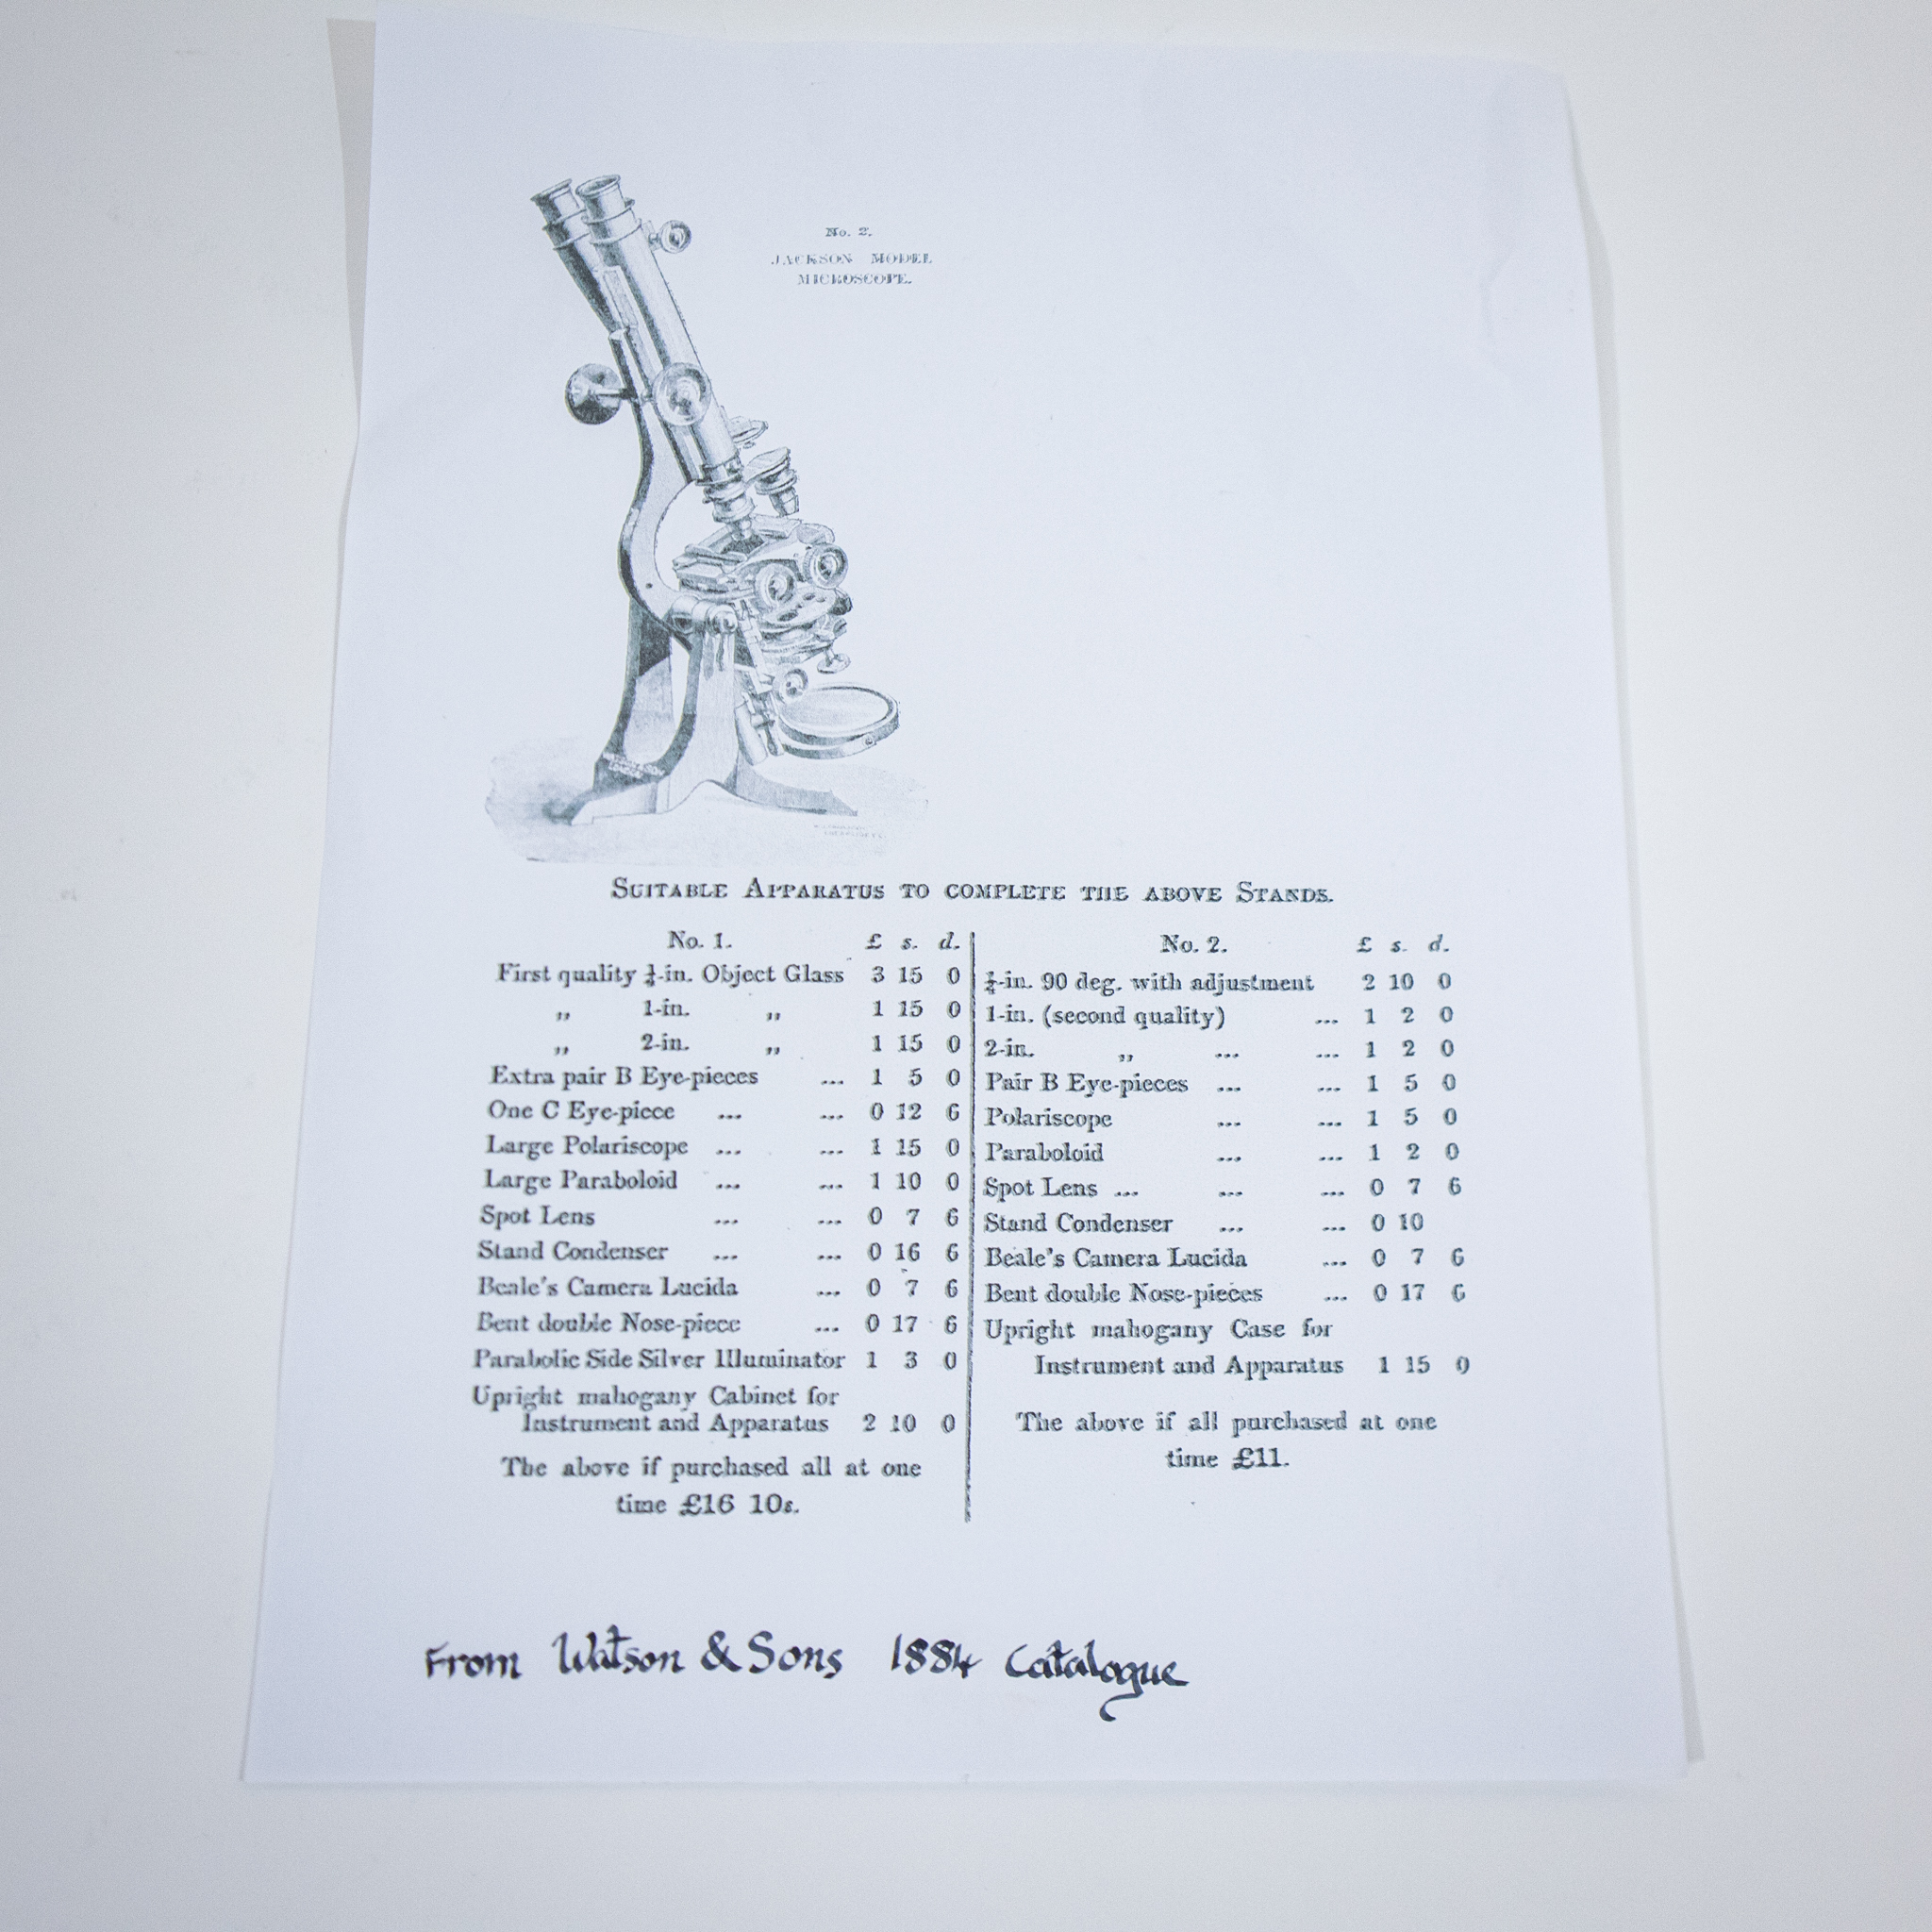 No. 2.
JACKSON MODEL
MICROSCOPE.
SUITABLE APPARATUS TO COMPLETE THE ABOVE STANDS.
No. 1. £ s. d.
First quality ¼-in. Object Glass 3 15 0
„ 1-in. „ 1 15 0
„ 2-in. „ 1 15 0
Extra pair B Eye-pieces ... 1 5 0
One C Eye-piece ... ... 0 12 6
Large Polariscope ... ... 1 15 0
Large Paraboloid ... ... 1 10 0
Spot Lens ... ... 0 7 6
Stand Condenser ... ... 0 16 6
Beale's Camera Lucida ... 0 7 6
Bent double Nose-piece ... 0 17 6
Parabolic Side Silver Illuminator 1 3 0
Upright mahogany Cabinet for
Instrument and Apparatus 2 10 0
The above if purchased all at one
time £16 10s.
No. 2. £ s. d.
¼-in. 90 deg. with adjustment 2 10 0
1-in. (second quality) ... 1 2 0
2-in. „ ... ... 1 2 0
Pair B Eye-pieces ... ... 1 5 0
Polariscope ... ... 1 5 0
Paraboloid ... ... 1 2 0
Spot Lens ... ... ... 0 7 6
Stand Condenser ... ... 0 10
Beale's Camera Lucida ... 0 7 6
Bent double Nose-pieces ... 0 17 6
Upright mahogany Case for
Instrument and Apparatus 1 15 0
The above if all purchased at one
time £11.
From Watson & Sons 1884 Catalogue